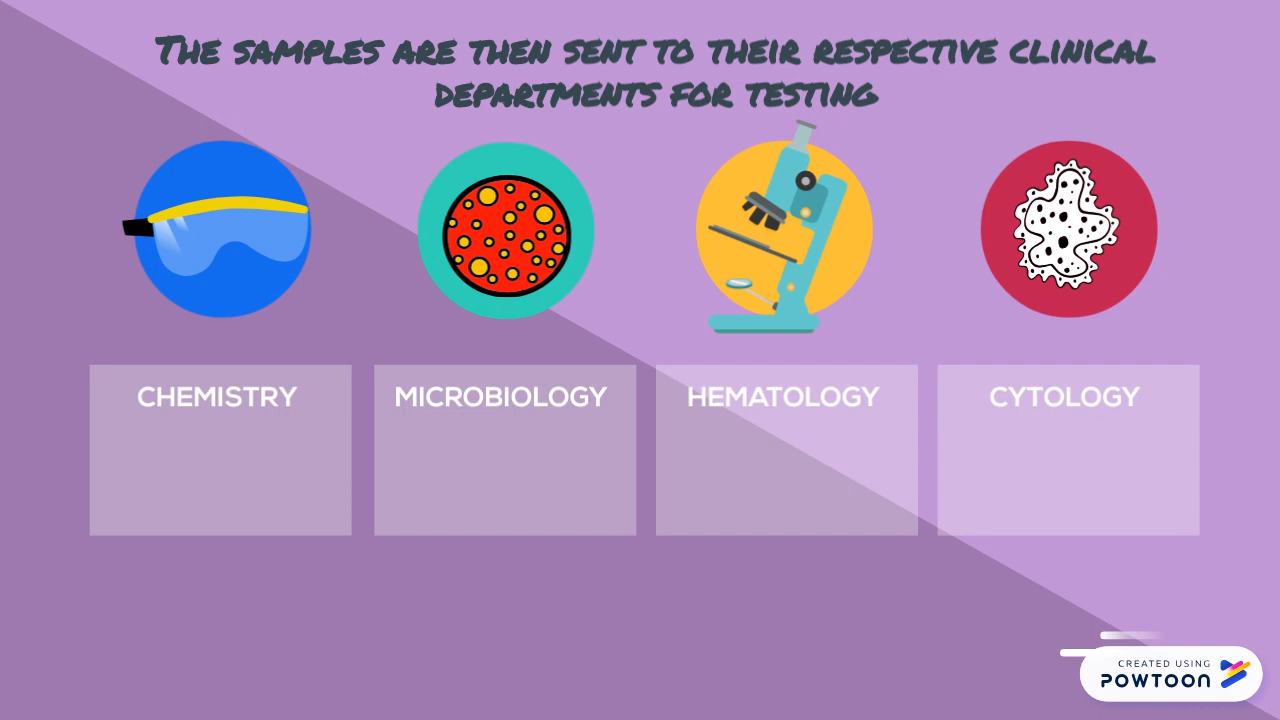 The samples are then sent to their respective clinical
departments for testing
CHEMISTRY
MICROBIOLOGY
HEMATOLOGY
CYTOLOGY
CREATED USING
POWTOON